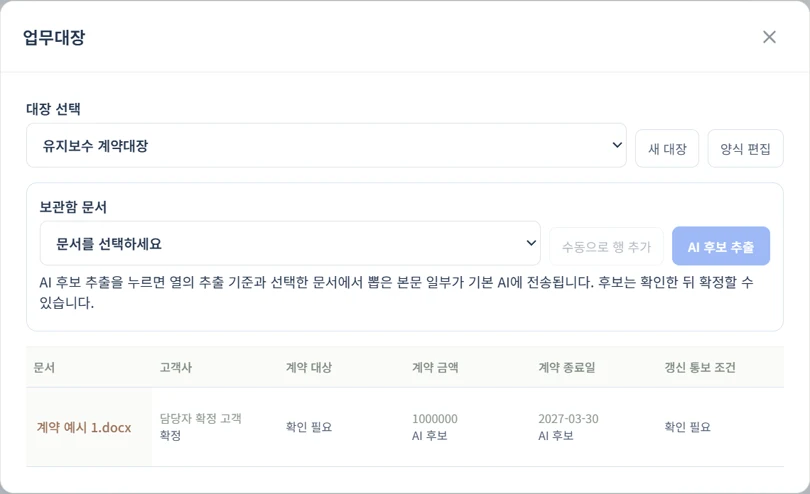 업무대장
대장 선택
유지보수 계약대장
새 대장
양식 편집
보관함 문서
문서를 선택하세요
수동으로 행 추가
AI 후보 추출
AI 후보 추출을 누르면 열의 추출 기준과 선택한 문서에서 뽑은 본문 일부가 기본 AI에 전송됩니다. 후보는 확인한 뒤 확정할 수
있습니다.
문서 고객사 계약 대상 계약 금액 계약 종료일 갱신 통보 조건
계약 예시 1.docx
담당자 확정 고객
확정
확인 필요
1000000
AI 후보
2027-03-30
AI 후보
확인 필요